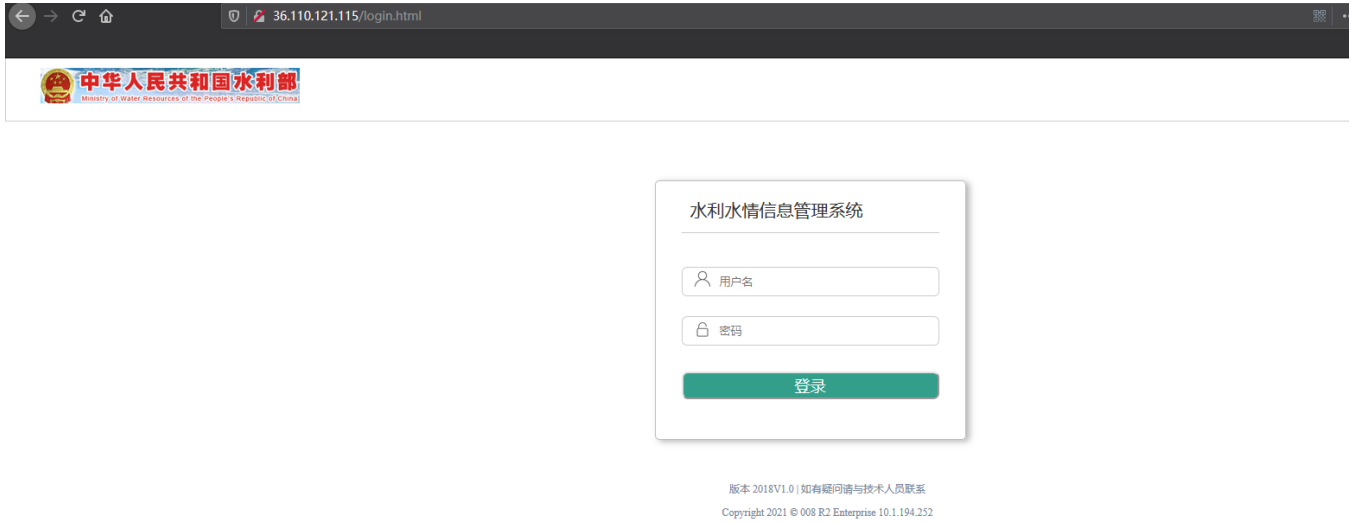 36.110.121.115/login.html
中华人民共和国水利部
Ministry of Water Resources of the People's Republic of China
水利水情信息管理系统
用户名
密码
登录
版本 2018V1.0 | 如有疑问请与技术人员联系
Copyright 2021 © 008 R2 Enterprise 10.1.194.252